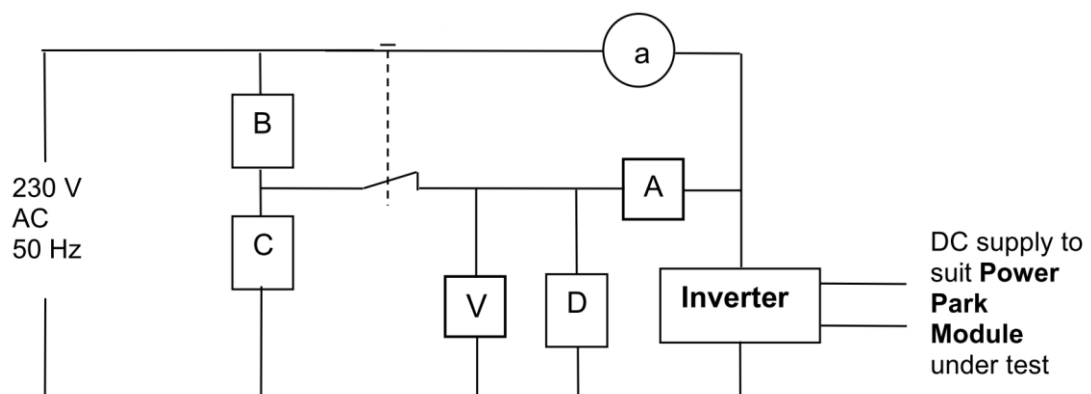 a
B
A
230 V
AC
50 Hz
C
V
D
Inverter
DC supply to
suit Power
Park
Module
under test